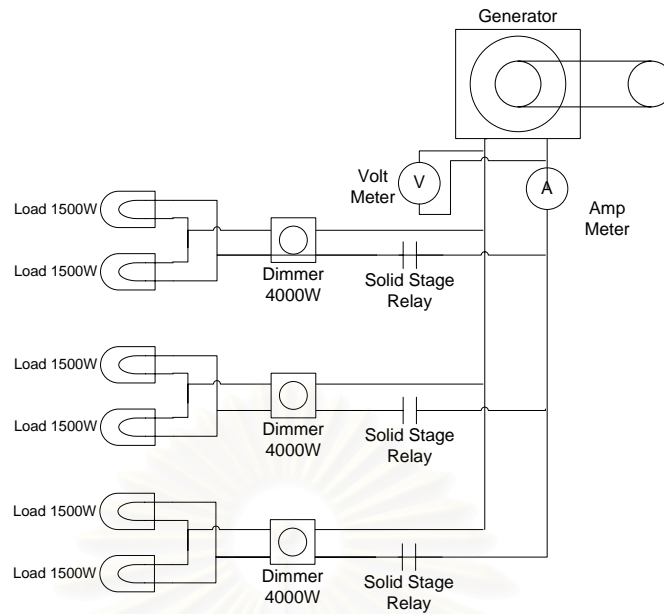 Generator
Volt
Meter
V
A
Amp
Meter
Load 1500W
Load 1500W
Dimmer
4000W
Solid Stage
Relay
Load 1500W
Load 1500W
Dimmer
4000W
Solid Stage
Relay
Load 1500W
Load 1500W
Dimmer
4000W
Solid Stage
Relay